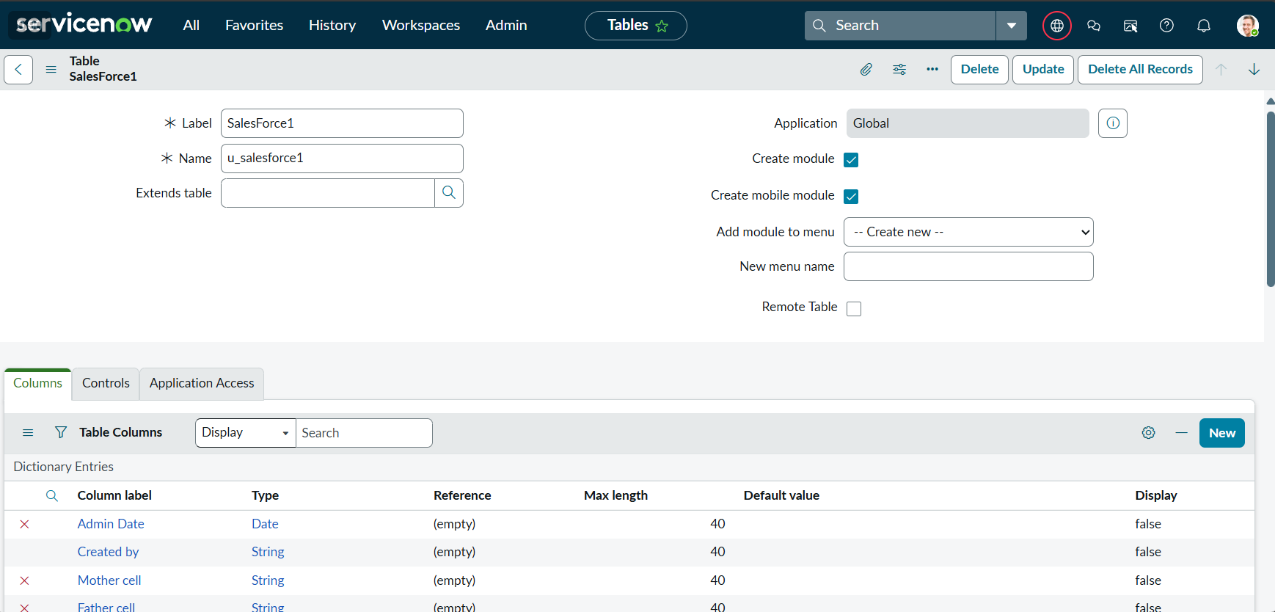 servicenow All Favorites History Workspaces Admin Tables Search
Table
SalesForce1
Delete Update Delete All Records
Label SalesForce1 Application Global
Name u_salesforce1 Create module
Extends table Create mobile module
Add module to menu -- Create new --
New menu name
Remote Table
Columns Controls Application Access
Table Columns Display Search New
Dictionary Entries
Column label Type Reference Max length Default value Display
Admin Date Date (empty) 40 false
Created by String (empty) 40 false
Mother cell String (empty) 40 false
Father cell String (empty) 40 false